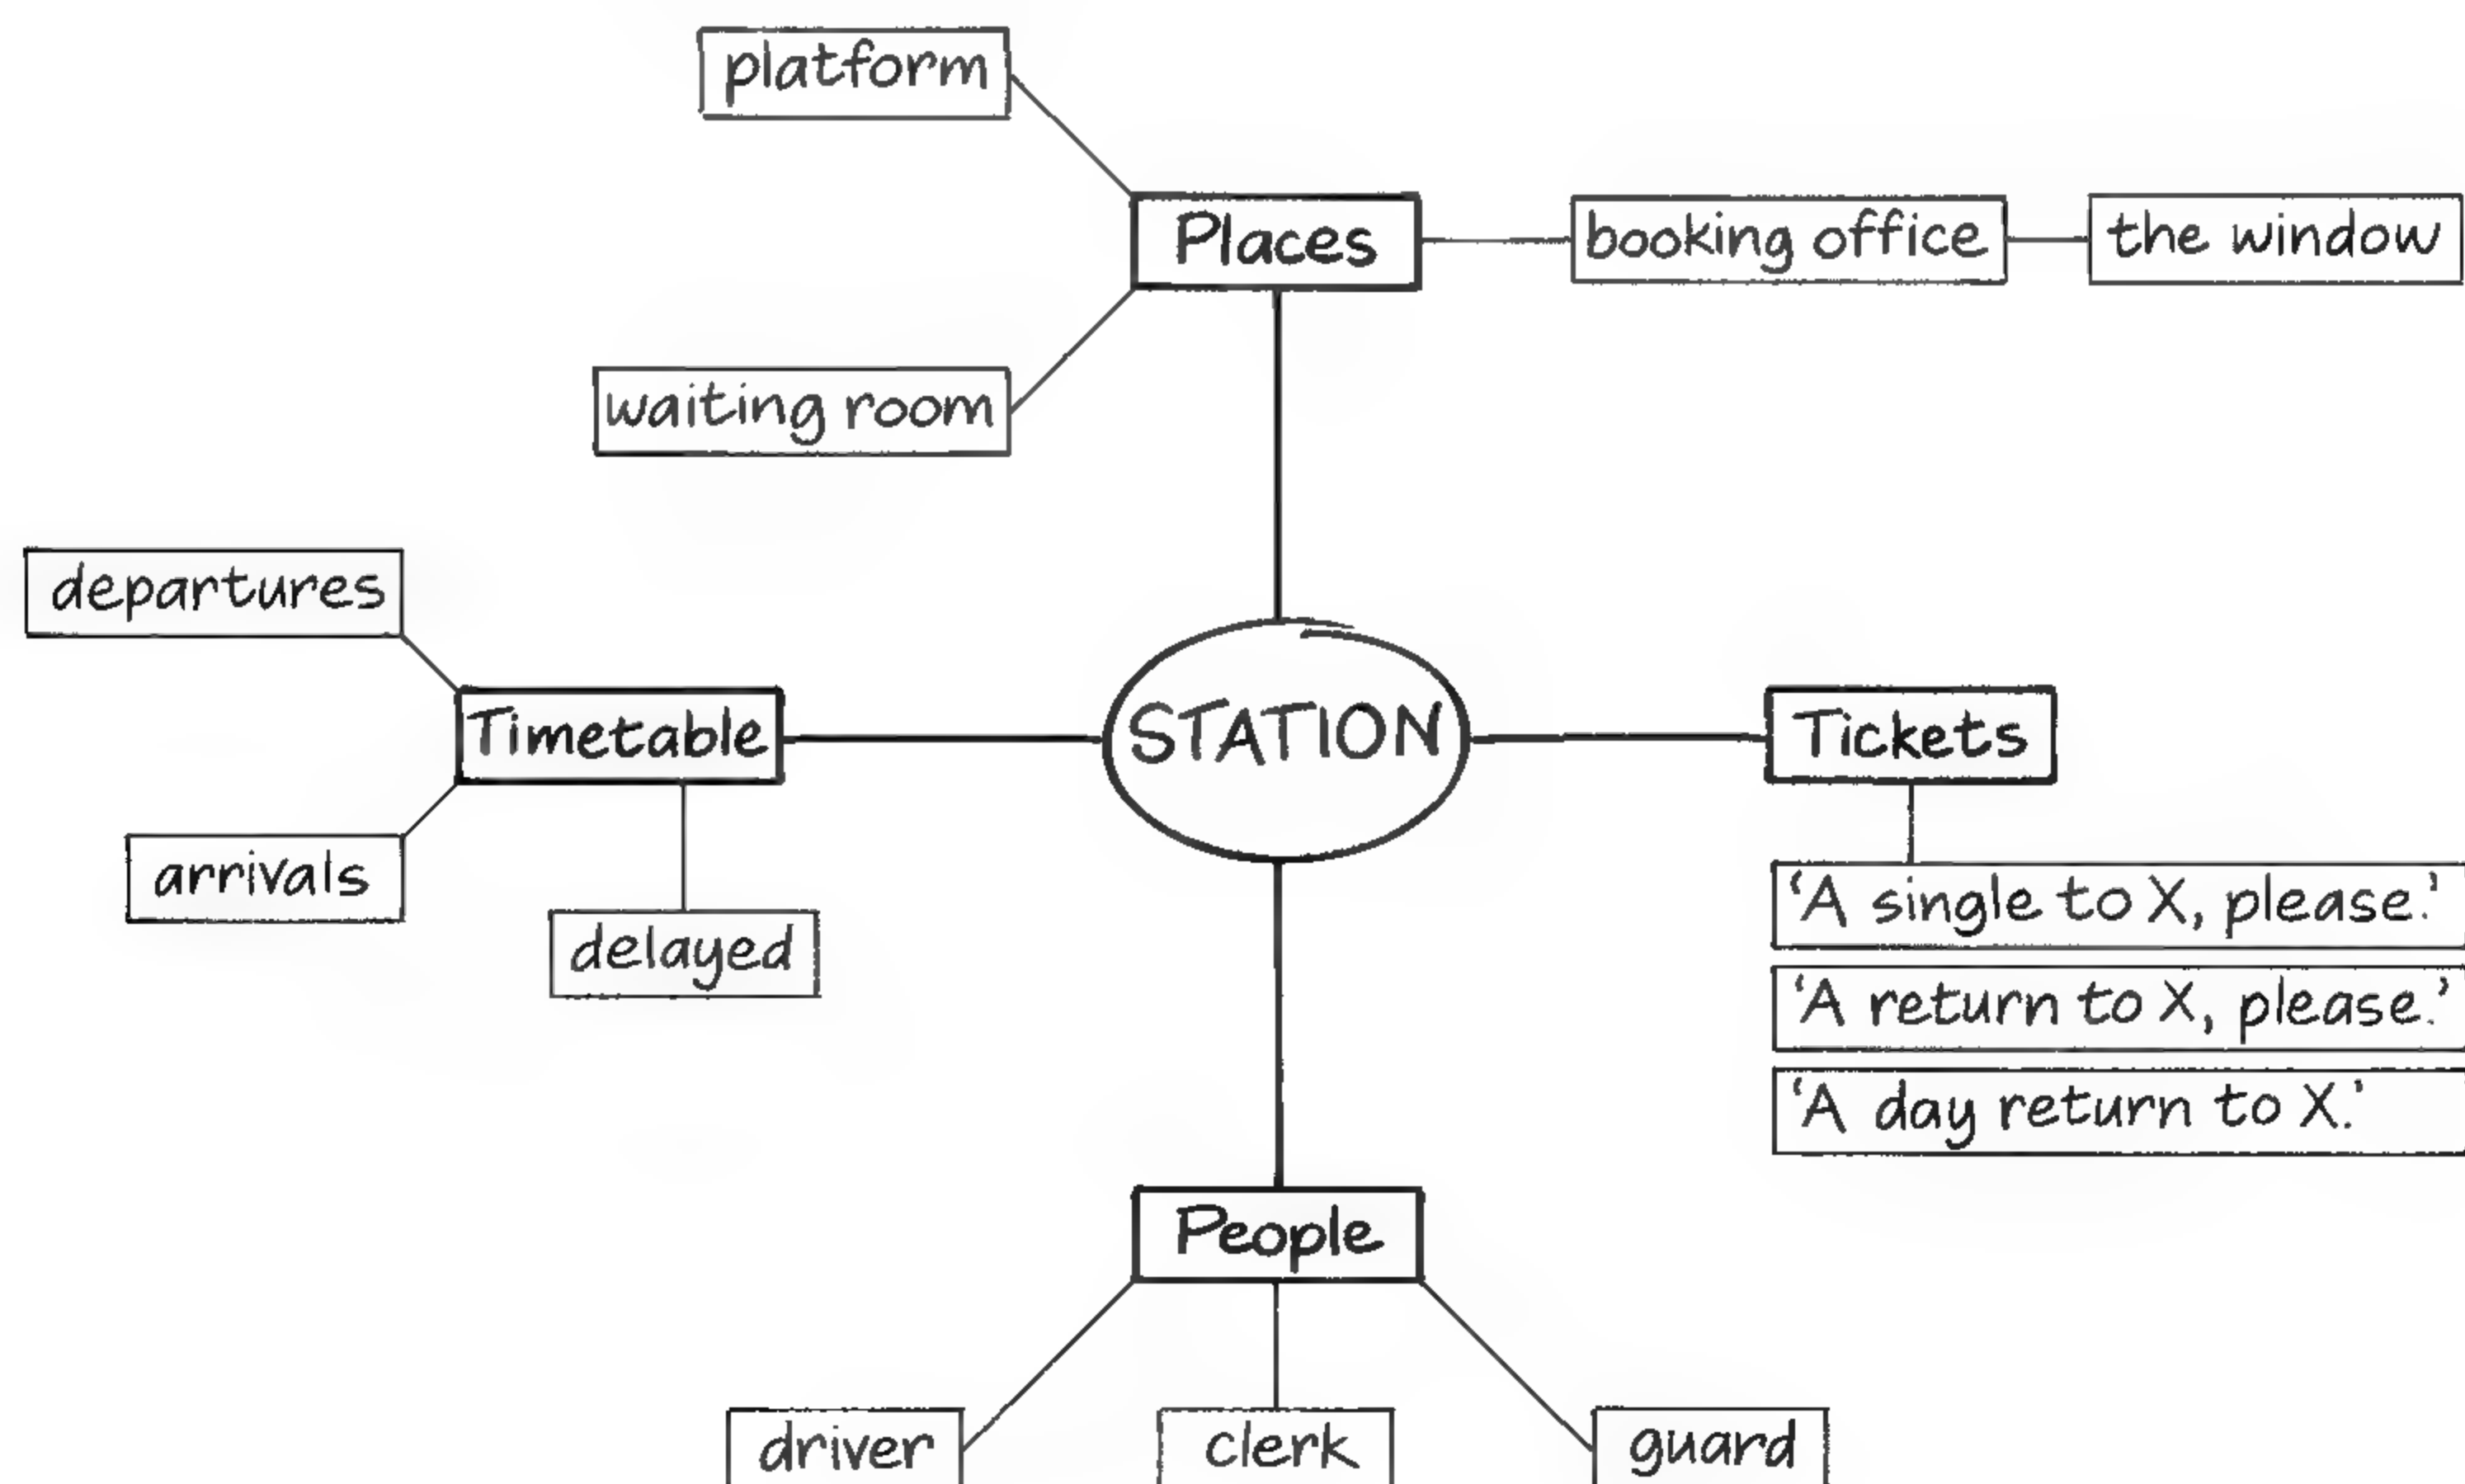 platform
Places
booking office
the window
waiting room
departures
Timetable
STATION
Tickets
arrivals
delayed
‘A single to X, please.’
‘A return to X, please.’
‘A day return to X.’
People
driver
clerk
guard